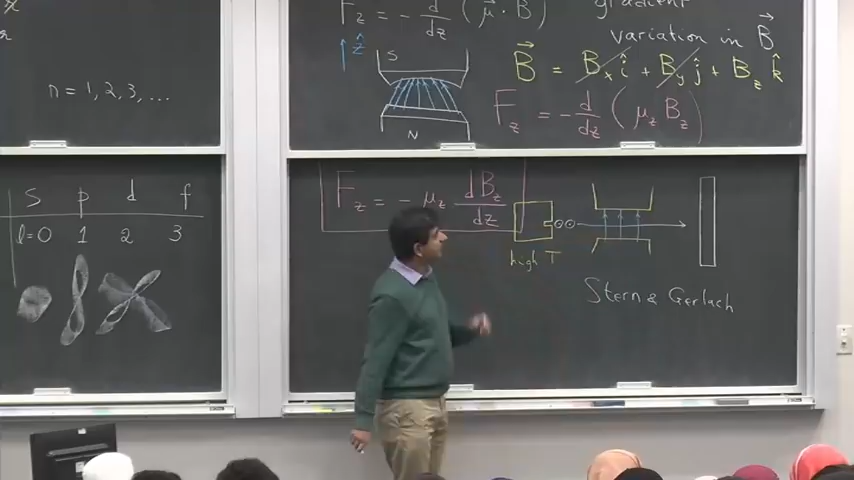 n = 1, 2, 3, ...
s p d f
l=0 1 2 3
F_z = - d/dz (μ⃗ · B⃗) gradient
variation in B⃗
ẑ
S
N
B⃗ = B_x î + B_y ĵ + B_z k̂
F_z = - d/dz (μ_z B_z)
F_z = - μ_z dB_z/dz
high T
Stern & Gerlach